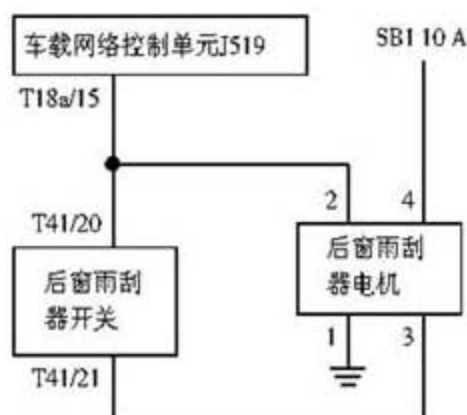 车载网络控制单元J519
SB1 10 A
T18a/15
T41/20
2
4
后窗雨刮
器开关
后窗雨刮
器电机
T41/21
1
3